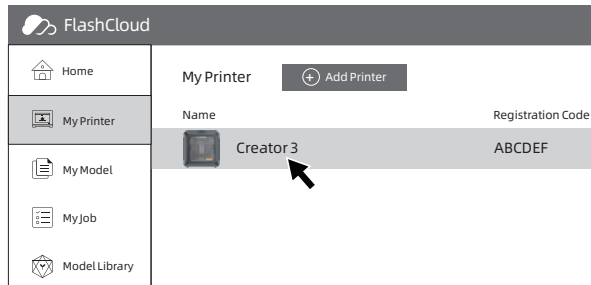 FlashCloud
Home
My Printer
My Model
My Job
Model Library
My Printer
Add Printer
Name Registration Code
Creator 3 ABCDEF